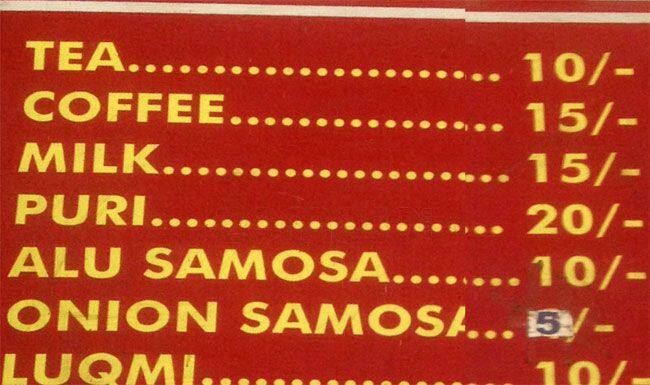 TEA.......................... 10/-
COFFEE.................. 15/-
MILK........................ 15/-
PURI......................... 20/-
ALU SAMOSA....... 10/-
ONION SAMOSA... 5/-
LUQMI..................... 10/-